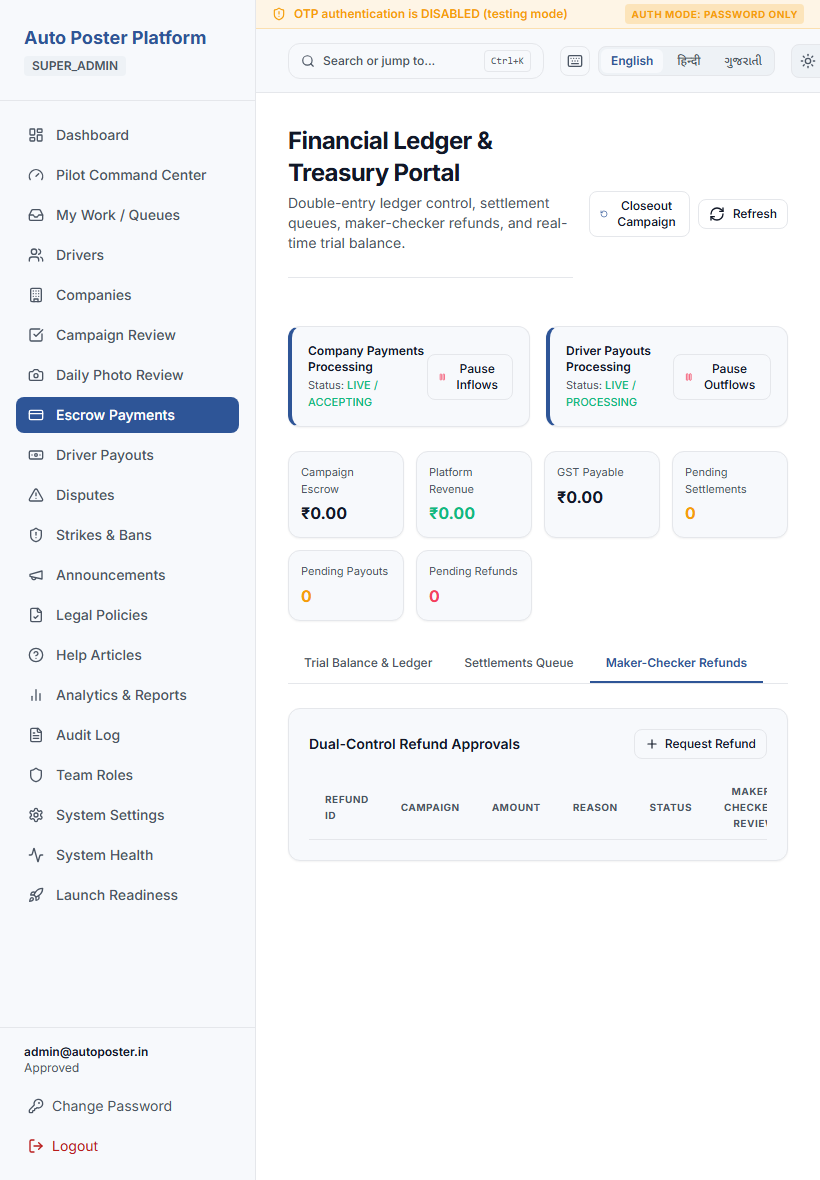 OTP authentication is DISABLED (testing mode)
AUTH MODE: PASSWORD ONLY
Auto Poster Platform
SUPER_ADMIN
Search or jump to...
Ctrl+K
English
हिन्दी
ગુજરાતી
Dashboard
Pilot Command Center
My Work / Queues
Drivers
Companies
Campaign Review
Daily Photo Review
Escrow Payments
Driver Payouts
Disputes
Strikes & Bans
Announcements
Legal Policies
Help Articles
Analytics & Reports
Audit Log
Team Roles
System Settings
System Health
Launch Readiness
admin@autoposter.in
Approved
Change Password
Logout
Financial Ledger &
Treasury Portal
Double-entry ledger control, settlement
queues, maker-checker refunds, and real-
time trial balance.
Closeout
Campaign
Refresh
Company Payments
Processing
Status: LIVE /
ACCEPTING
Pause
Inflows
Driver Payouts
Processing
Status: LIVE /
PROCESSING
Pause
Outflows
Campaign
Escrow
₹0.00
Platform
Revenue
₹0.00
GST Payable
₹0.00
Pending
Settlements
0
Pending Payouts
0
Pending Refunds
0
Trial Balance & Ledger
Settlements Queue
Maker-Checker Refunds
Dual-Control Refund Approvals
Request Refund
REFUND
ID
CAMPAIGN
AMOUNT
REASON
STATUS